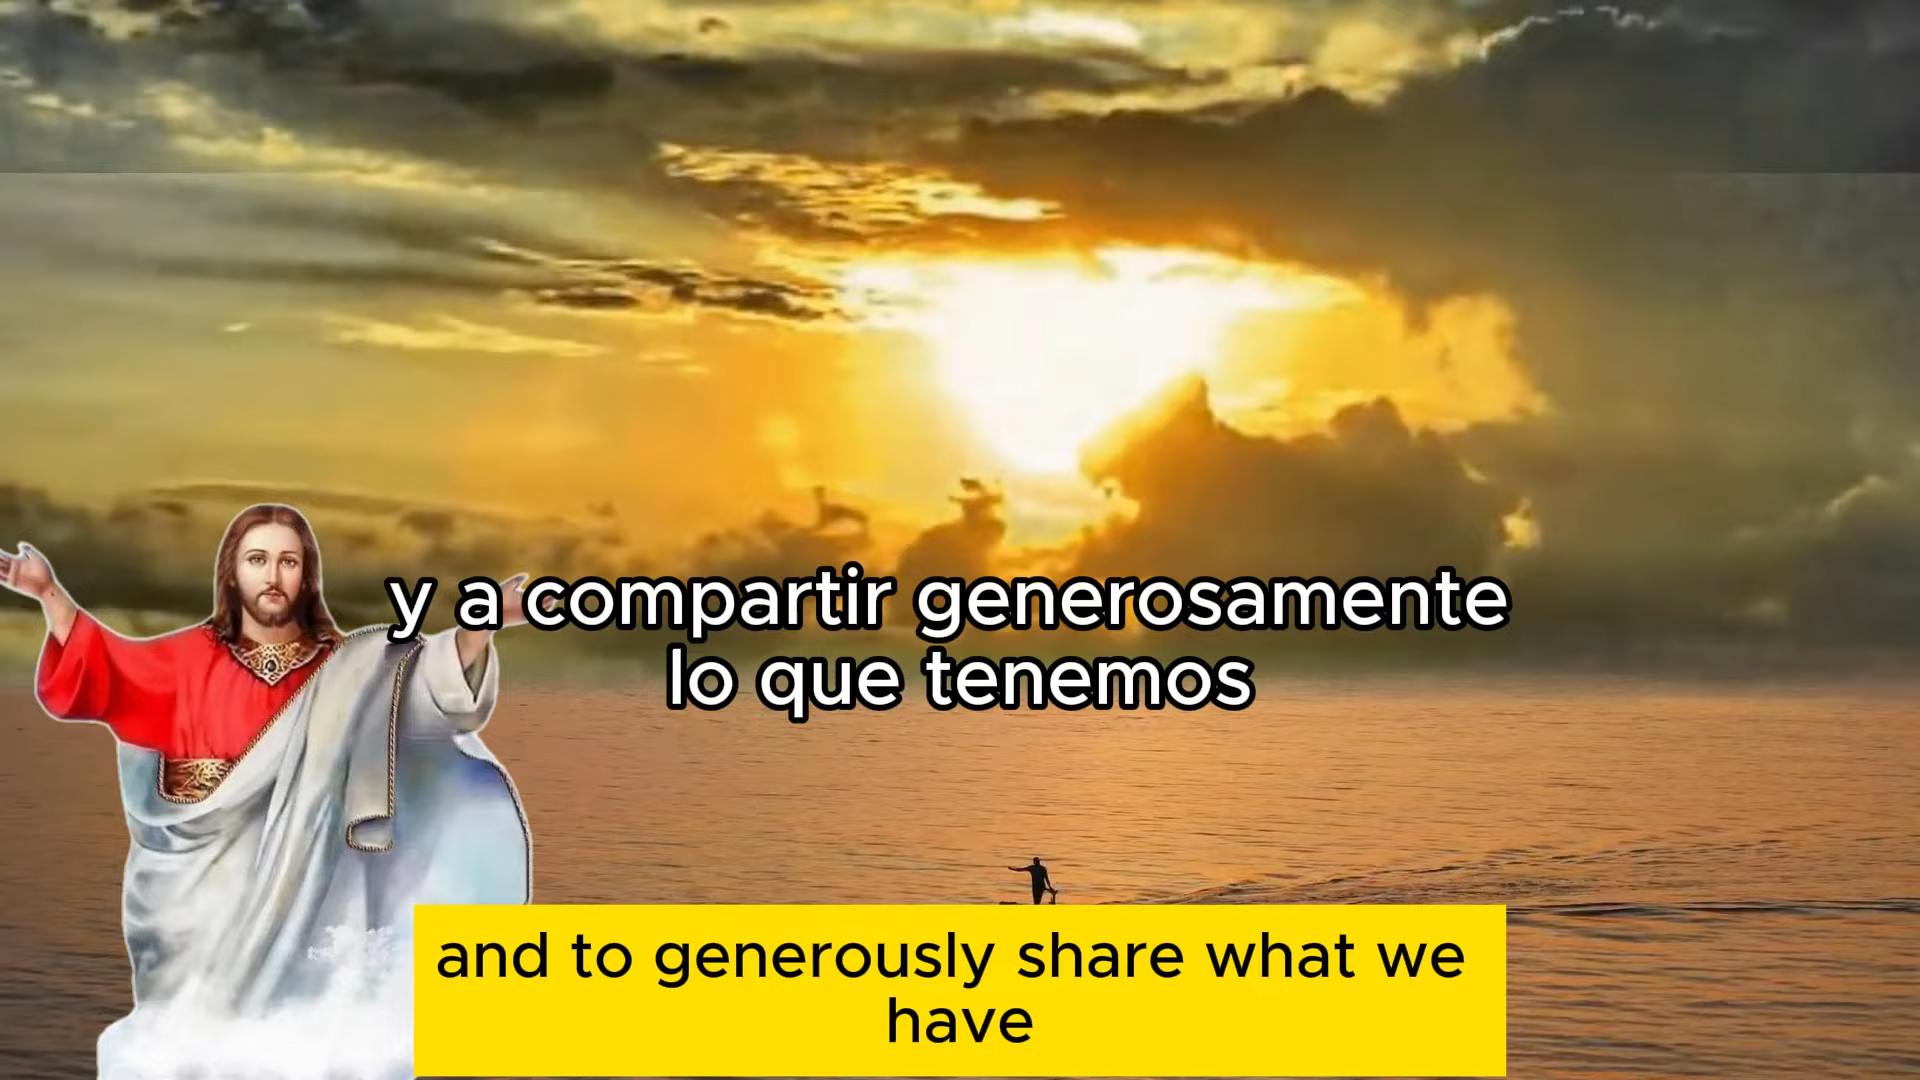 y a compartir generosamente
lo que tenemos
and to generously share what we
have